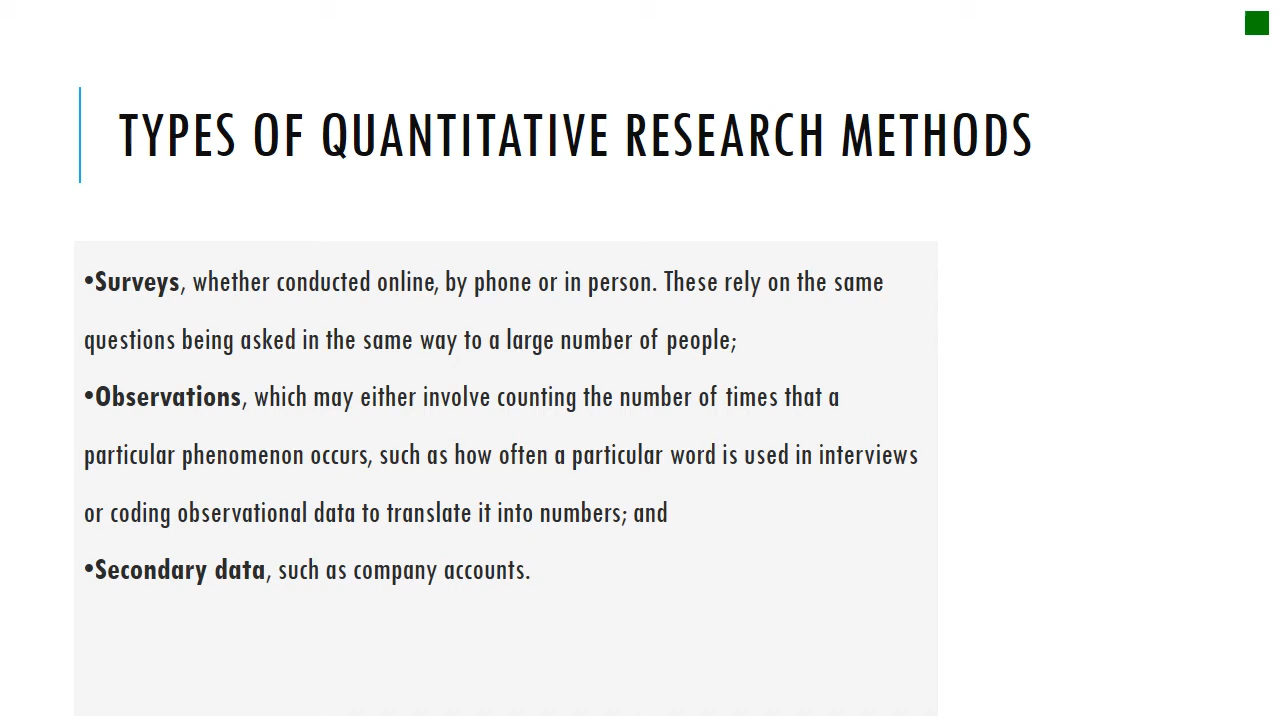 TYPES OF QUANTITATIVE RESEARCH METHODS
•Surveys, whether conducted online, by phone or in person. These rely on the same
questions being asked in the same way to a large number of people;
•Observations, which may either involve counting the number of times that a
particular phenomenon occurs, such as how often a particular word is used in interviews
or coding observational data to translate it into numbers; and
•Secondary data, such as company accounts.